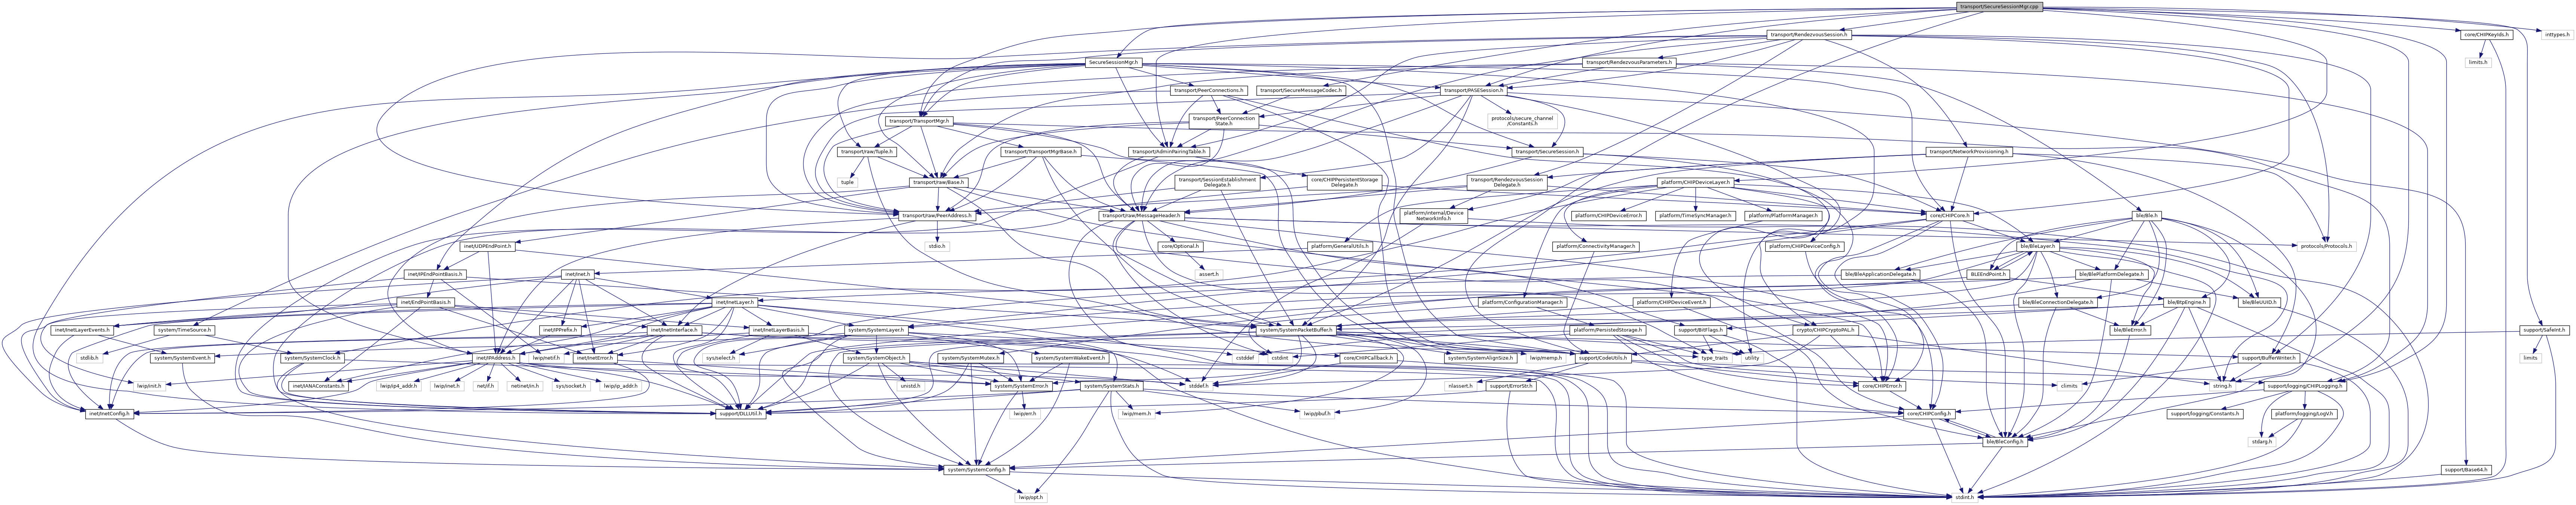 transport/SecureSessionMgr.cpp
transport/RendezvousSession.h
core/CHIPKeyIds.h
inttypes.h
SecureSessionMgr.h
transport/RendezvousParameters.h
limits.h
transport/PeerConnections.h
transport/SecureMessageCodec.h
transport/PASESession.h
transport/TransportMgr.h
transport/PeerConnection
State.h
protocols/secure_channel
/Constants.h
transport/raw/Tuple.h
transport/TransportMgrBase.h
transport/AdminPairingTable.h
transport/SecureSession.h
transport/NetworkProvisioning.h
tuple
transport/raw/Base.h
transport/SessionEstablishment
Delegate.h
core/CHIPPersistentStorage
Delegate.h
transport/RendezvousSession
Delegate.h
platform/CHIPDeviceLayer.h
transport/raw/PeerAddress.h
transport/raw/MessageHeader.h
platform/internal/Device
NetworkInfo.h
platform/CHIPDeviceError.h
platform/TimeSyncManager.h
platform/PlatformManager.h
core/CHIPCore.h
ble/Ble.h
inet/UDPEndPoint.h
stdio.h
core/Optional.h
platform/GeneralUtils.h
platform/ConnectivityManager.h
platform/CHIPDeviceConfig.h
ble/BleLayer.h
protocols/Protocols.h
inet/IPEndPointBasis.h
inet/Inet.h
assert.h
ble/BleApplicationDelegate.h
BLEEndPoint.h
ble/BlePlatformDelegate.h
inet/EndPointBasis.h
inet/InetLayer.h
platform/ConfigurationManager.h
platform/CHIPDeviceEvent.h
ble/BleConnectionDelegate.h
ble/BtpEngine.h
ble/BleUUID.h
inet/InetLayerEvents.h
system/TimeSource.h
inet/IPPrefix.h
inet/InetInterface.h
inet/InetLayerBasis.h
system/SystemLayer.h
system/SystemPacketBuffer.h
platform/PersistedStorage.h
support/BitFlags.h
crypto/CHIPCryptoPAL.h
ble/BleError.h
support/SafeInt.h
stdlib.h
system/SystemEvent.h
system/SystemClock.h
inet/IPAddress.h
lwip/netif.h
inet/InetError.h
sys/select.h
system/SystemObject.h
system/SystemMutex.h
system/SystemWakeEvent.h
cstddef
cstdint
core/CHIPCallback.h
system/SystemAlignSize.h
lwip/memp.h
support/CodeUtils.h
type_traits
utility
support/BufferWriter.h
limits
lwip/init.h
inet/IANAConstants.h
lwip/ip4_addr.h
lwip/inet.h
net/if.h
netinet/in.h
sys/socket.h
lwip/ip_addr.h
unistd.h
system/SystemError.h
system/SystemStats.h
stddef.h
nlassert.h
support/ErrorStr.h
core/CHIPError.h
climits
string.h
support/logging/CHIPLogging.h
inet/InetConfig.h
support/DLLUtil.h
lwip/err.h
lwip/mem.h
lwip/pbuf.h
core/CHIPConfig.h
support/logging/Constants.h
platform/logging/LogV.h
ble/BleConfig.h
stdarg.h
system/SystemConfig.h
support/Base64.h
lwip/opt.h
stdint.h